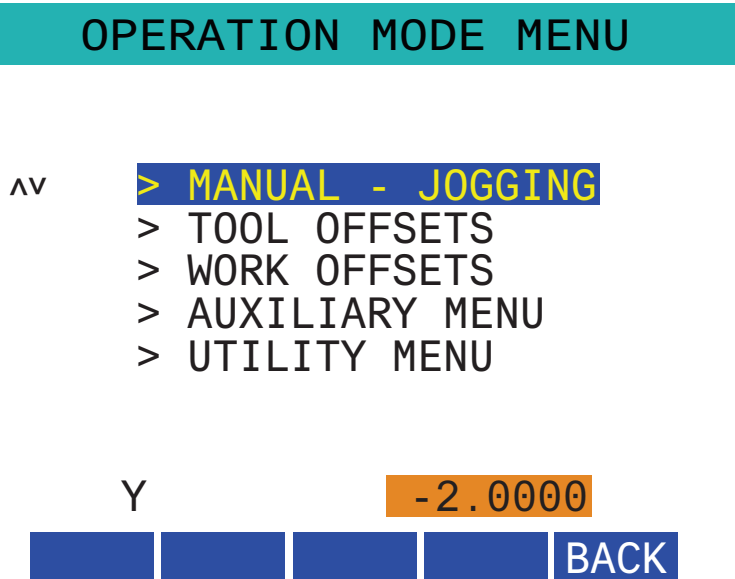 OPERATION MODE MENU
˄˅ > MANUAL - JOGGING
> TOOL OFFSETS
> WORK OFFSETS
> AUXILIARY MENU
> UTILITY MENU
Y -2.0000
BACK